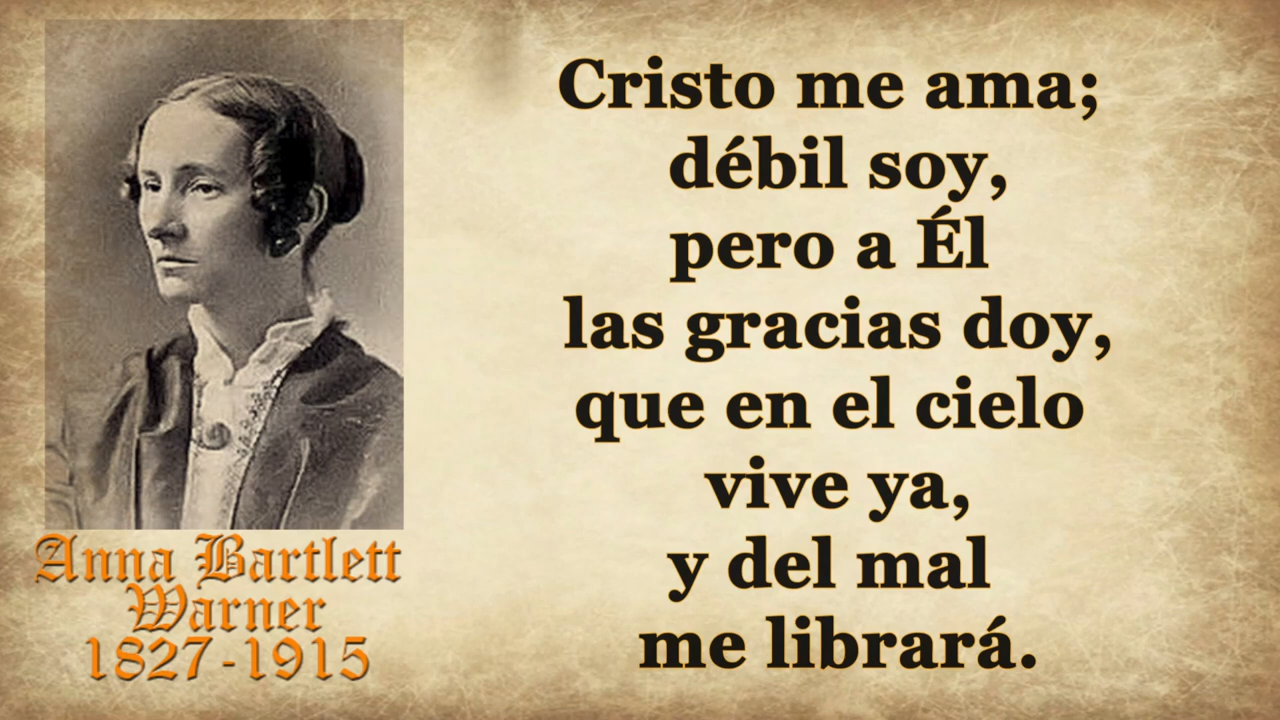 Cristo me ama;
débil soy,
pero a Él
las gracias doy,
que en el cielo
vive ya,
y del mal
me librará.
Anna Bartlett
Warner
1827-1915